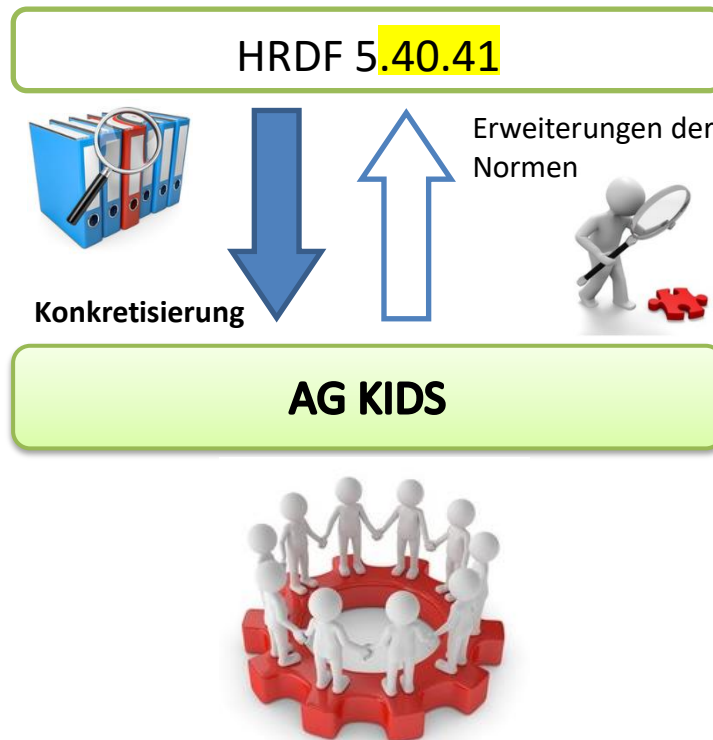 HRDF 5.40.41
Erweiterungen der
Normen
Konkretisierung
AG KIDS